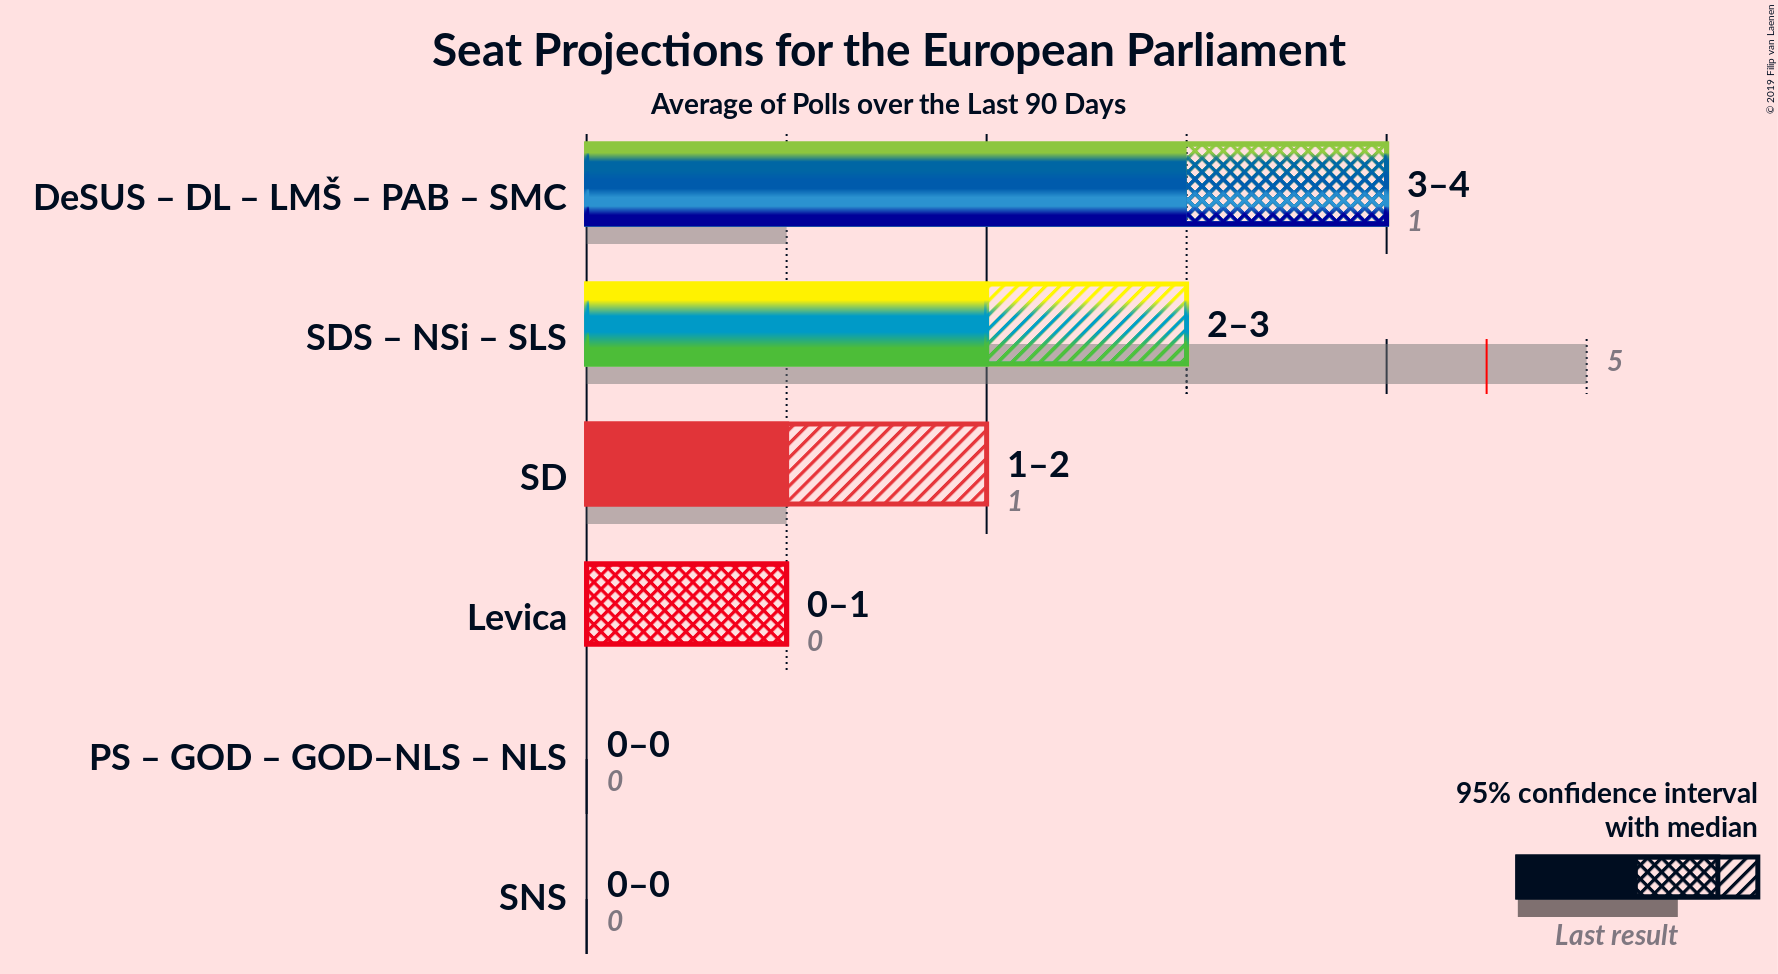 Seat Projections for the European Parliament
Average of Polls over the Last 90 Days
© 2019 Filip van Laenen
DeSUS – DL – LMŠ – PAB – SMC
3–4
1
SDS – NSi – SLS
2–3
5
SD
1–2
1
Levica
0–1
0
PS – GOD – GOD–NLS – NLS
0–0
0
SNS
0–0
0
95% confidence interval
with median
Last result